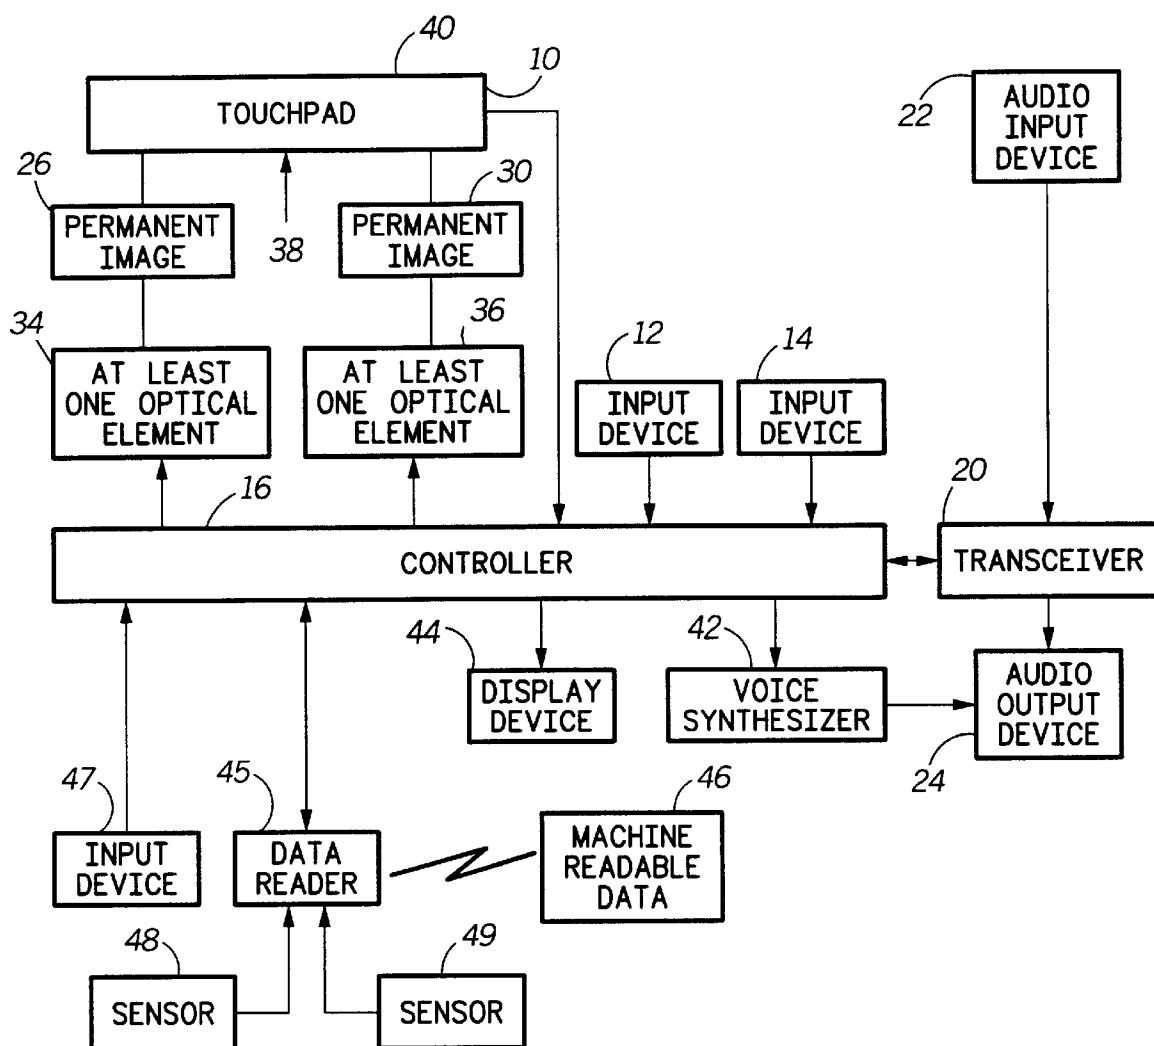 40
10
TOUCHPAD
22
AUDIO
INPUT
DEVICE
26
PERMANENT
IMAGE
38
30
PERMANENT
IMAGE
34
AT LEAST
ONE OPTICAL
ELEMENT
36
AT LEAST
ONE OPTICAL
ELEMENT
12
INPUT
DEVICE
14
INPUT
DEVICE
16
CONTROLLER
20
TRANSCEIVER
44
DISPLAY
DEVICE
42
VOICE
SYNTHESIZER
AUDIO
OUTPUT
DEVICE
24
47
INPUT
DEVICE
45
DATA
READER
46
MACHINE
READABLE
DATA
48
SENSOR
49
SENSOR